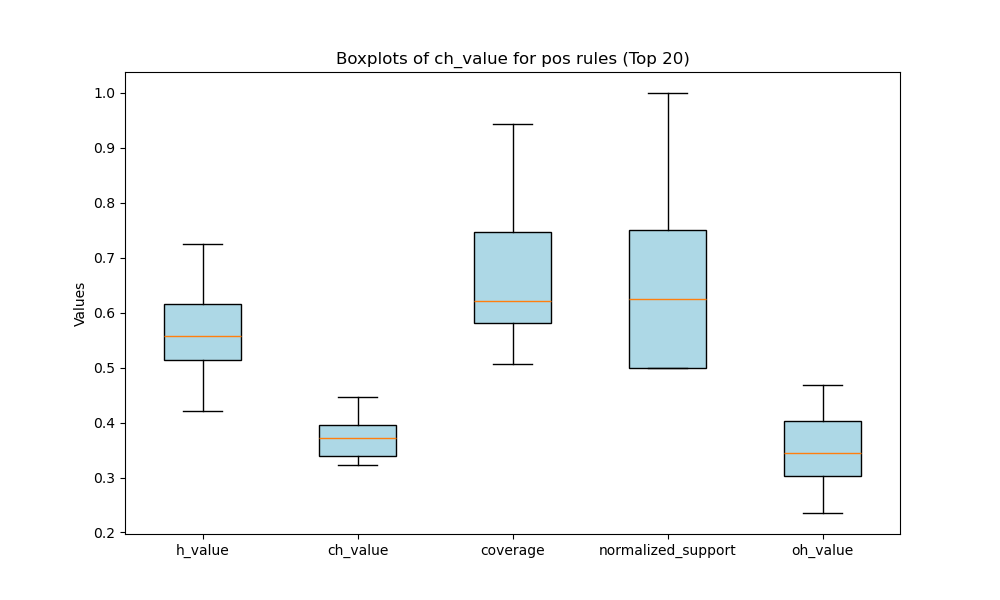 Boxplots of ch_value for pos rules (Top 20)
1.0
0.9
0.8
0.7
0.6
0.5
0.4
0.3
0.2
Values
h_value
ch_value
coverage
normalized_support
oh_value